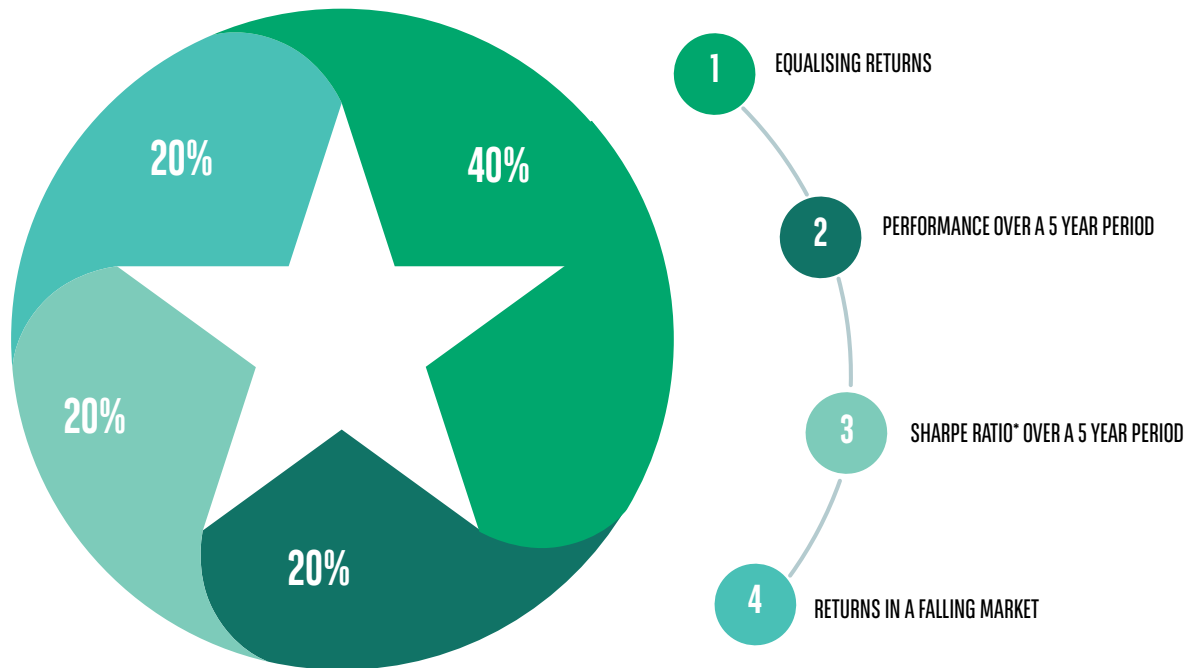 20%
40%
20%
20%
1
EQUALISING RETURNS
2
PERFORMANCE OVER A 5 YEAR PERIOD
3
SHARPE RATIO* OVER A 5 YEAR PERIOD
4
RETURNS IN A FALLING MARKET